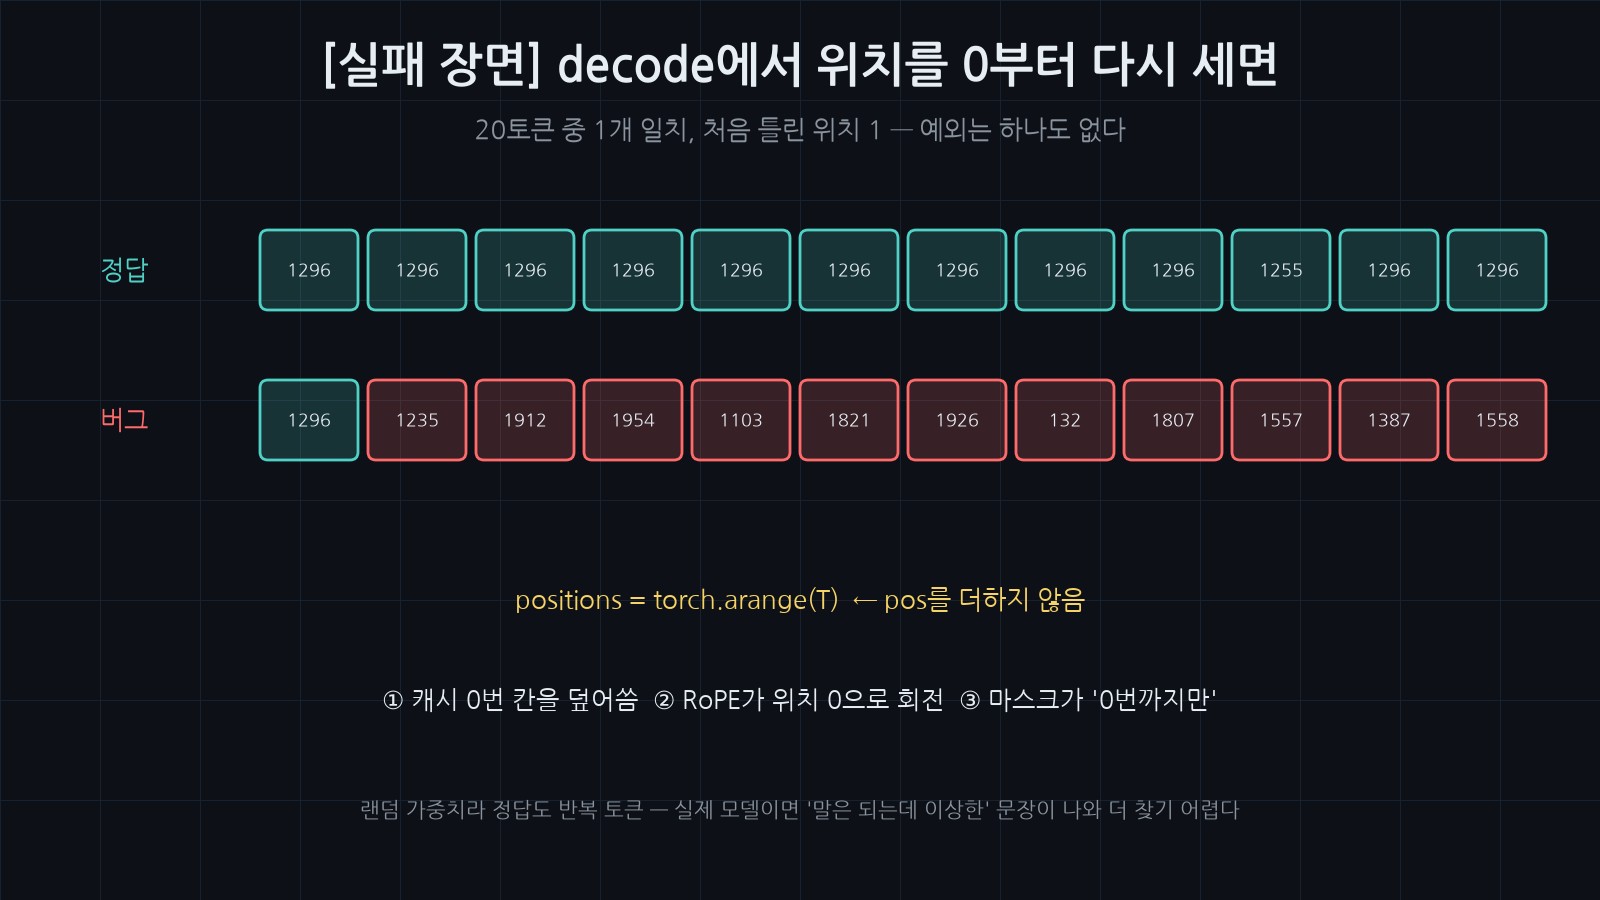 [실패 장면] decode에서 위치를 0부터 다시 세면
20토큰 중 1개 일치, 처음 틀린 위치 1 — 예외는 하나도 없다
정답 1296 1296 1296 1296 1296 1296 1296 1296 1296 1255 1296 1296
버그 1296 1235 1912 1954 1103 1821 1926 132 1807 1557 1387 1558
positions = torch.arange(T) ← pos를 더하지 않음
① 캐시 0번 칸을 덮어씀 ② RoPE가 위치 0으로 회전 ③ 마스크가 '0번까지만'
랜덤 가중치라 정답도 반복 토큰 — 실제 모델이면 '말은 되는데 이상한' 문장이 나와 더 찾기 어렵다